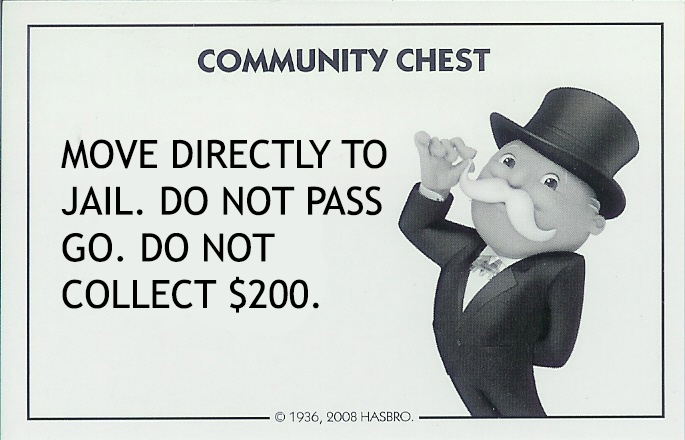 COMMUNITY CHEST
MOVE DIRECTLY TO
JAIL. DO NOT PASS
GO. DO NOT
COLLECT $200.
© 1936, 2008 HASBRO.